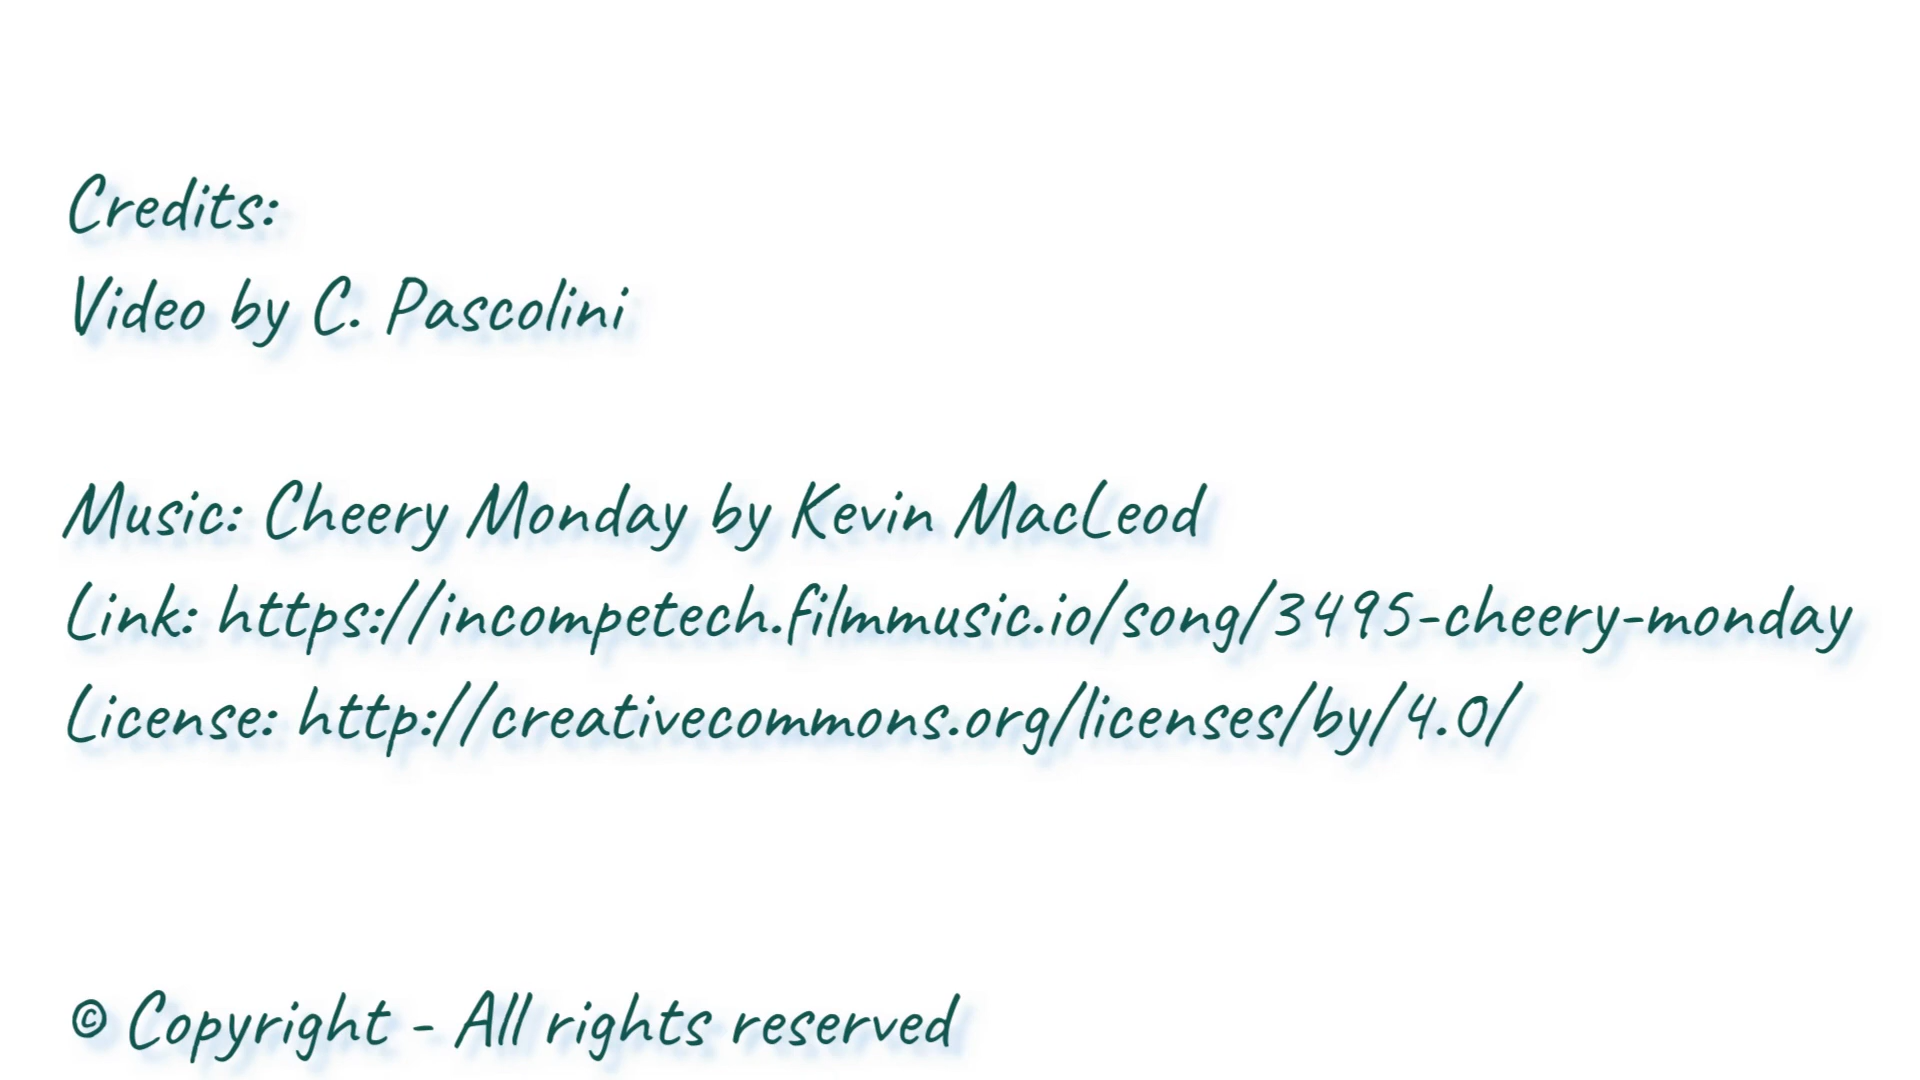 Credits:
Video by C. Pascolini
Music: Cheery Monday by Kevin MacLeod
Link: https://incompetech.filmmusic.io/song/3495-cheery-monday
License: http://creativecommons.org/licenses/by/4.0/
© Copyright - All rights reserved